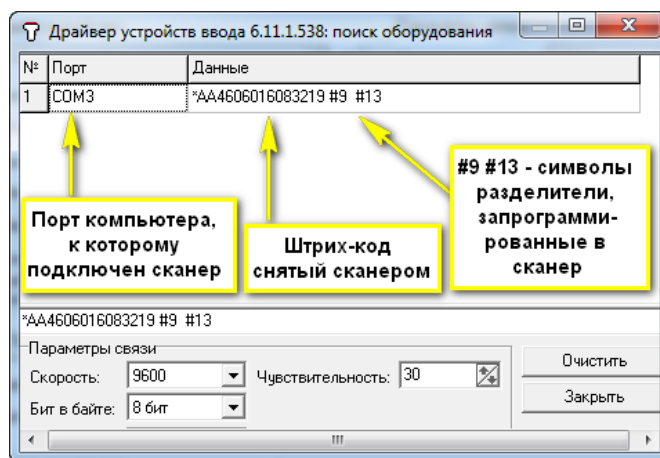 Драйвер устройств ввода 6.11.1.538: поиск оборудования
№ Порт Данные
1 COM3 *AA4606016083219 #9 #13
Порт компьютера,
к которому
подключен сканер
Штрих-код
снятый сканером
#9 #13 - символы
разделители,
запрограмми-
рованные в
сканер
*AA4606016083219 #9 #13
Параметры связи
Скорость: 9600 Чувствительность: 30
Бит в байте: 8 бит
Очистить
Закрыть